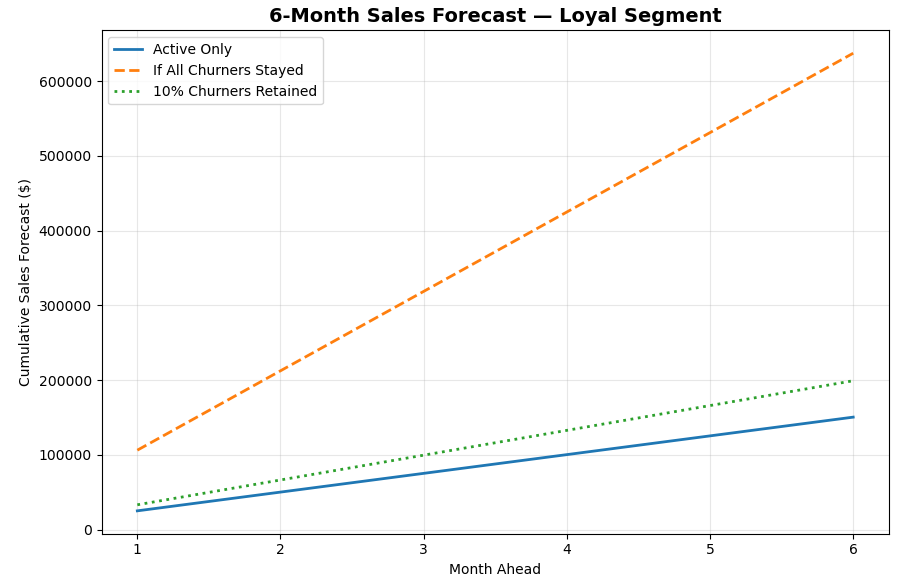 6-Month Sales Forecast — Loyal Segment
Active Only
If All Churners Stayed
10% Churners Retained
Cumulative Sales Forecast ($)
600000
500000
400000
300000
200000
100000
0
1 2 3 4 5 6
Month Ahead